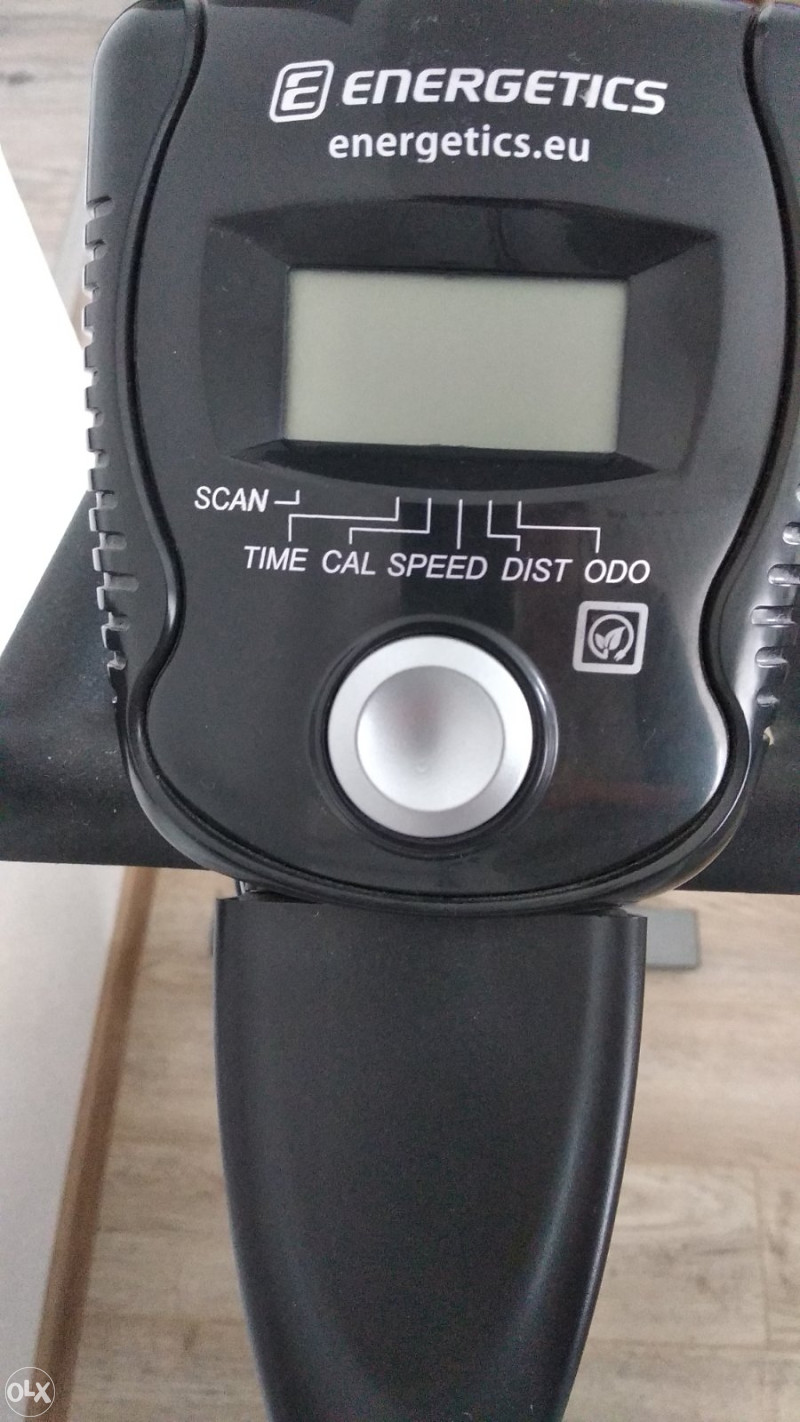 ENERGETICS
energetics.eu
SCAN
TIME CAL SPEED DIST ODO
OLX